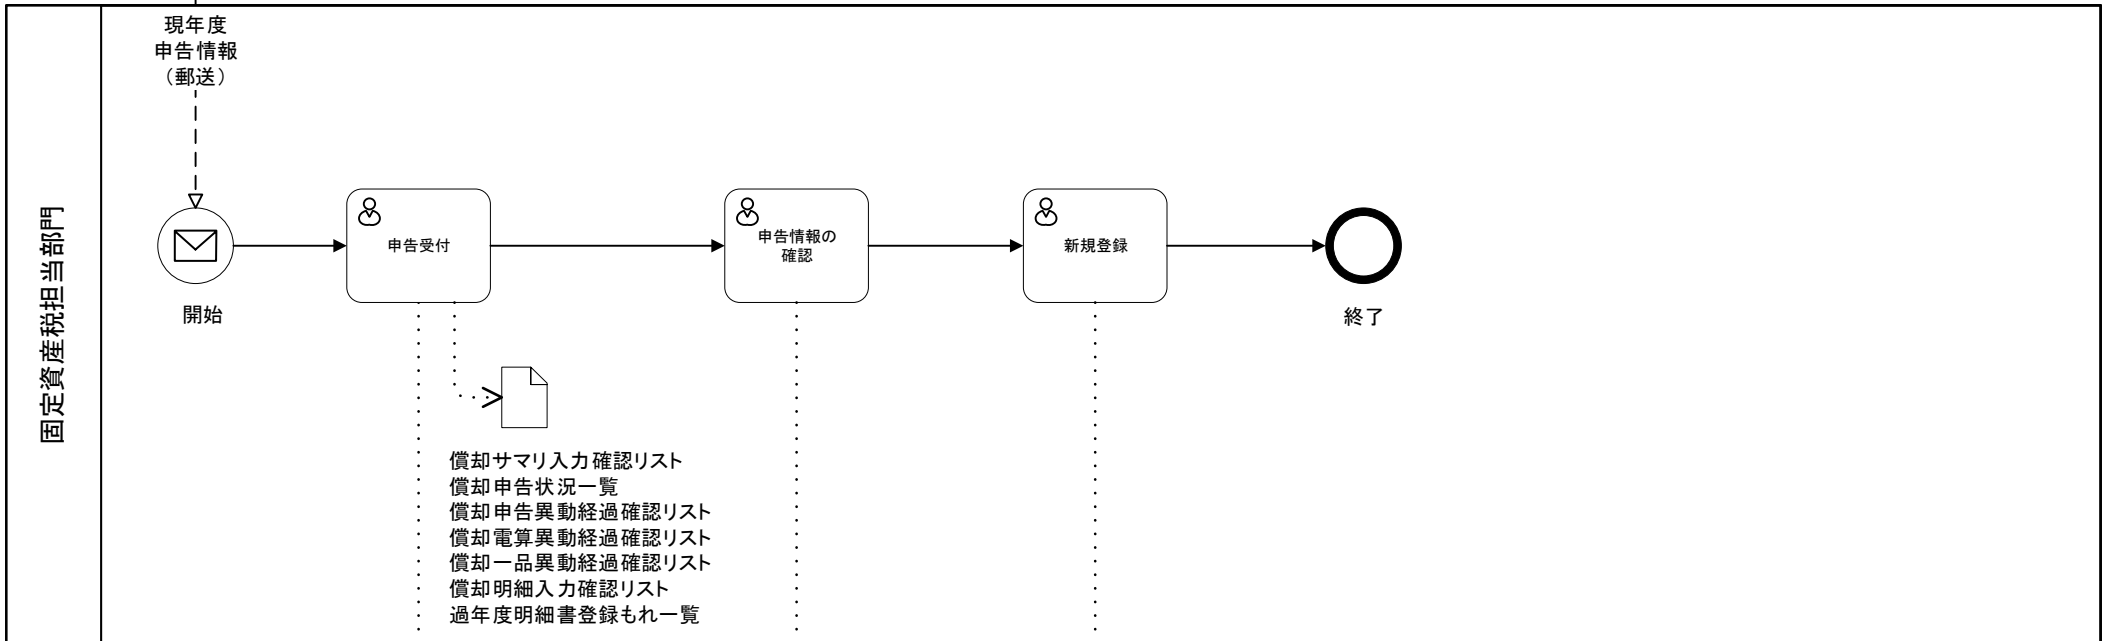 現年度
申告情報
（郵送）
固定資産税担当部門
開始
申告受付
申告情報の
確認
新規登録
終了
償却サマリ入力確認リスト
償却申告状況一覧
償却申告異動経過確認リスト
償却電算異動経過確認リスト
償却一品異動経過確認リスト
償却明細入力確認リスト
過年度明細書登録もれ一覧